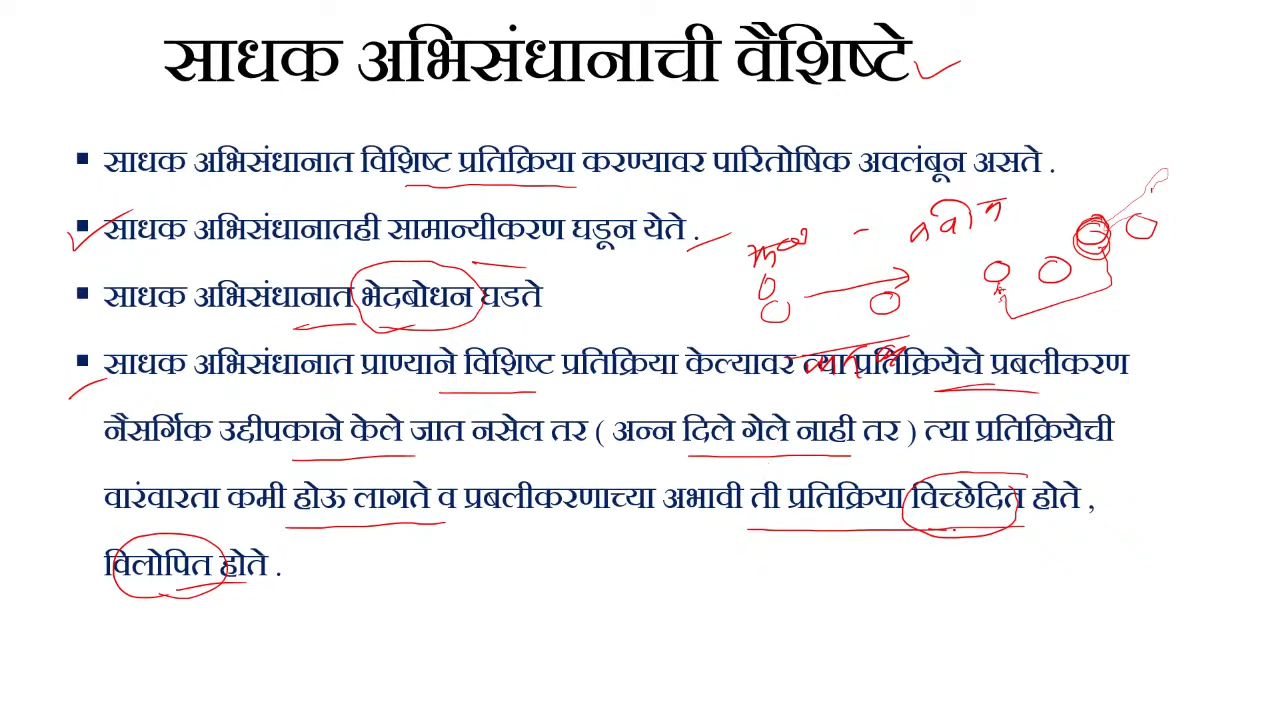 साधक अभिसंधानाची वैशिष्टे
▪ साधक अभिसंधानात विशिष्ट प्रतिक्रिया करण्यावर पारितोषिक अवलंबून असते .
▪ साधक अभिसंधानातही सामान्यीकरण घडून येते .
▪ साधक अभिसंधानात भेदबोधन घडते
▪ साधक अभिसंधानात प्राण्याने विशिष्ट प्रतिक्रिया केल्यावर त्या प्रतिक्रियेचे प्रबलीकरण
नैसर्गिक उद्दीपकाने केले जात नसेल तर ( अन्न दिले गेले नाही तर ) त्या प्रतिक्रियेची
वारंवारता कमी होऊ लागते व प्रबलीकरणाच्या अभावी ती प्रतिक्रिया विच्छेदित होते ,
विलोपित होते .